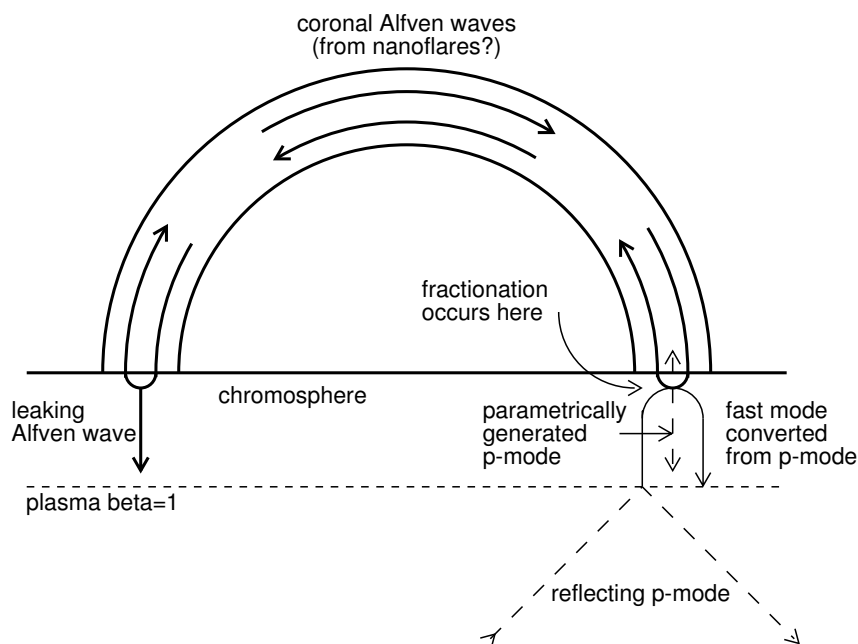 coronal Alfven waves
(from nanoflares?)
fractionation
occurs here
chromosphere
leaking
Alfven wave
parametrically
generated
p-mode
fast mode
converted
from p-mode
plasma beta=1
reflecting p-mode